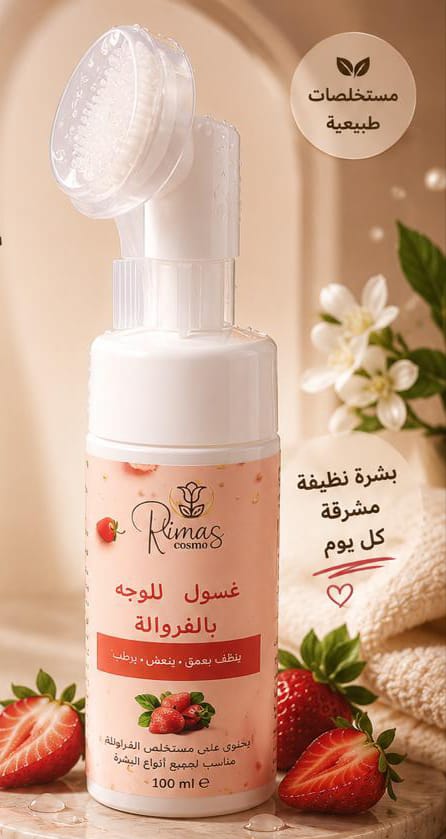 مستخلصات
طبيعية
Rimas
cosmo
غسول للوجه
بالفروالة
ينظف بعمق • ينعش • يرطب
يحتوي على مستخلص الفراولة
مناسب لجميع أنواع البشرة
100 ml e
بشرة نظيفة
مشرقة
كل يوم